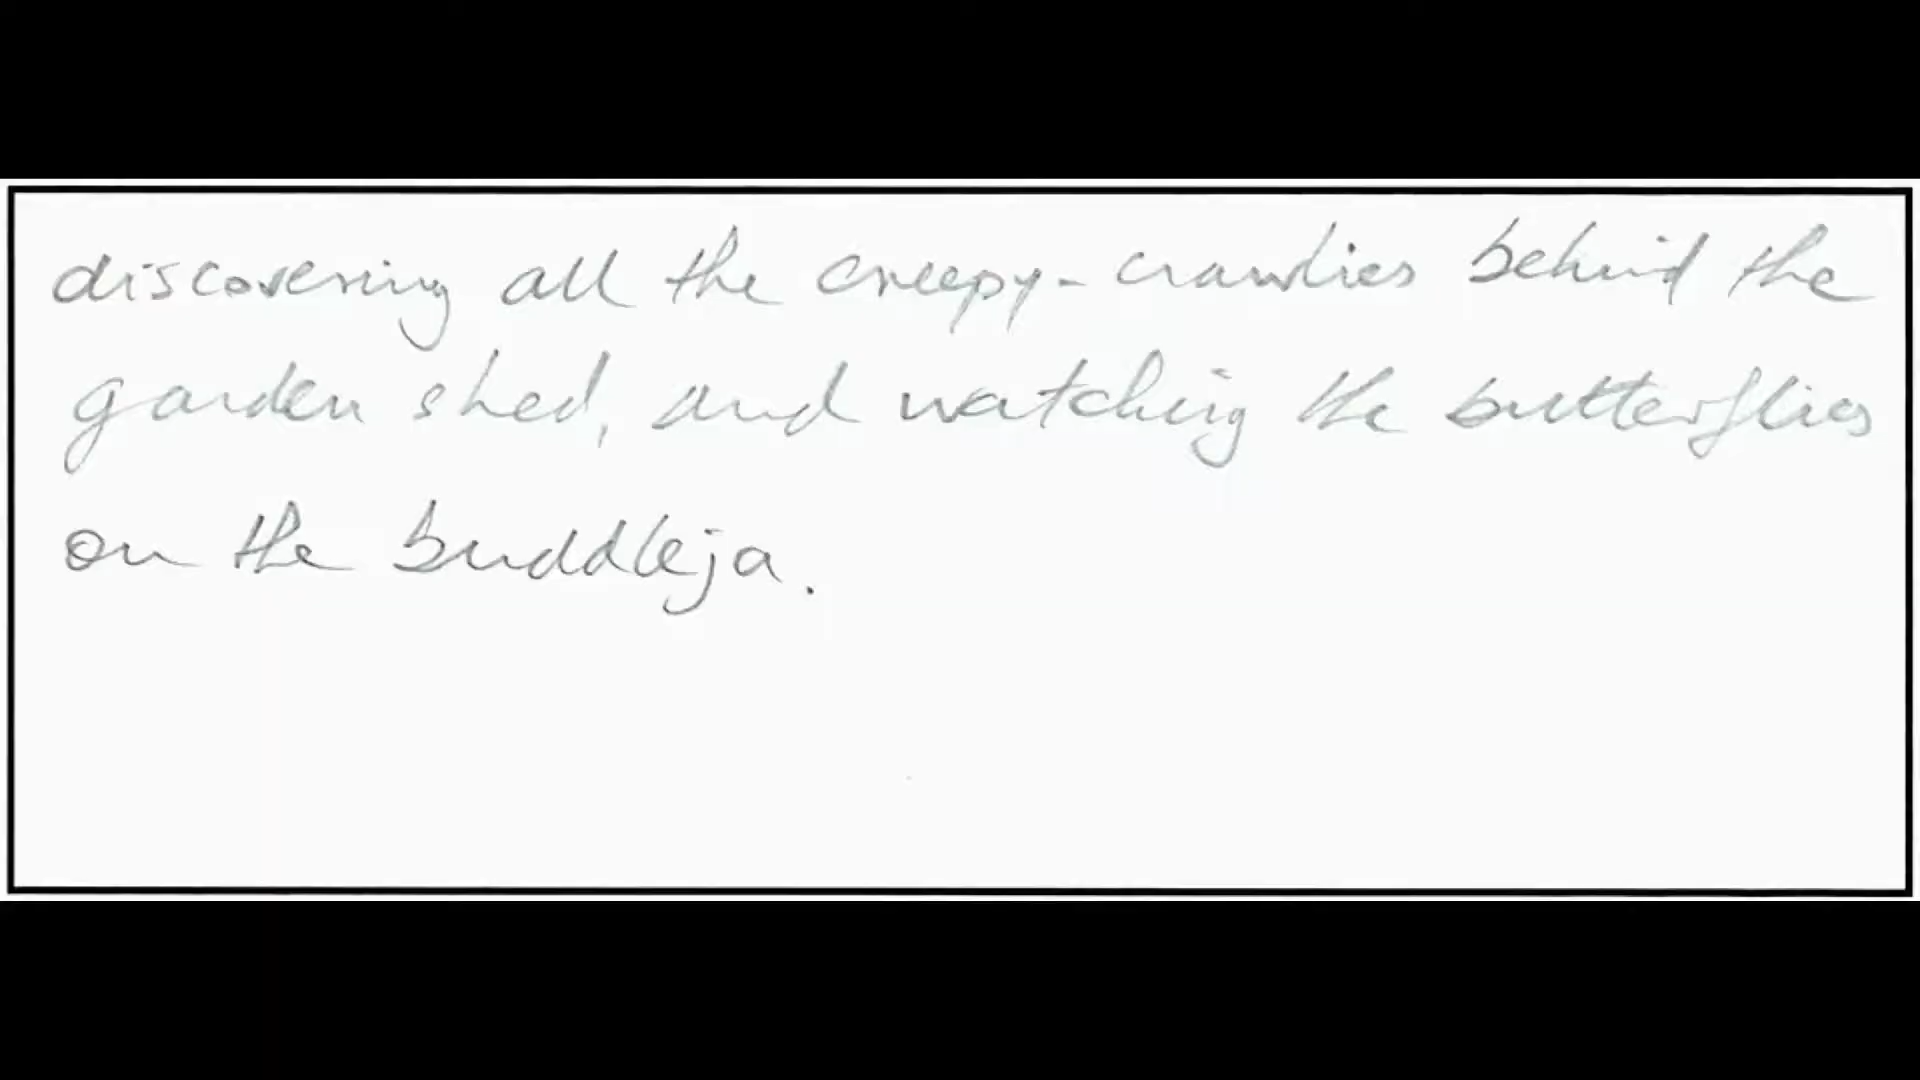 discovering all the creepy-crawlies behind the
garden shed, and watching the butterflies
on the buddleja.